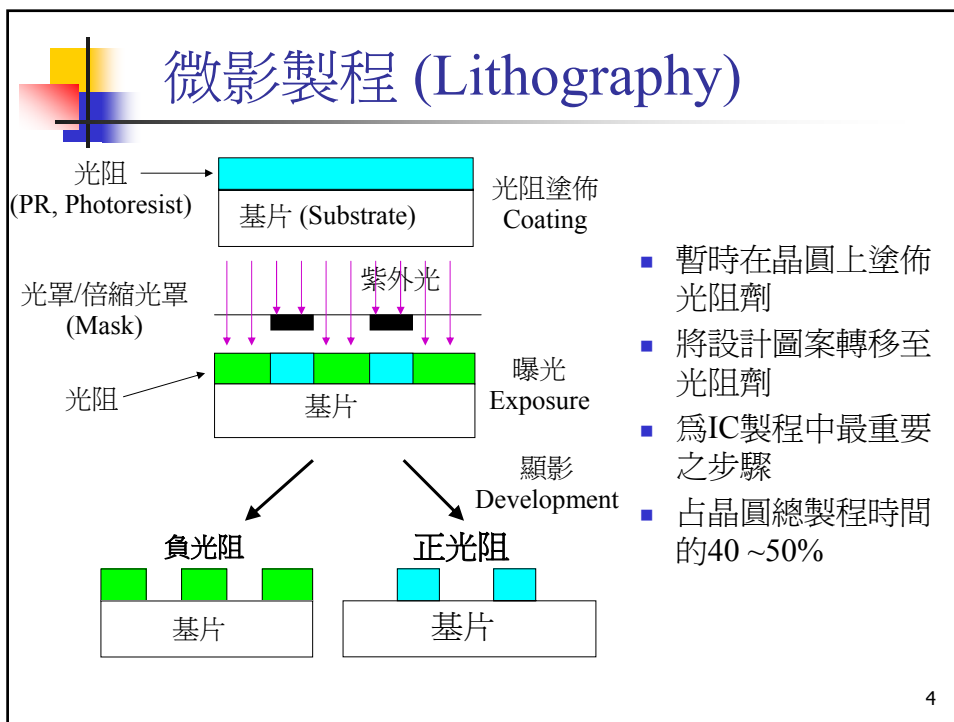 微影製程 (Lithography)
光阻
(PR, Photoresist)
基片 (Substrate)
光阻塗佈
Coating
紫外光
光罩/倍縮光罩
(Mask)
光阻
基片
曝光
Exposure
顯影
Development
負光阻
正光阻
基片
基片
暫時在晶圓上塗佈
光阻劑
將設計圖案轉移至
光阻劑
為IC製程中最重要
之步驟
占晶圓總製程時間
的40 ~50%
4